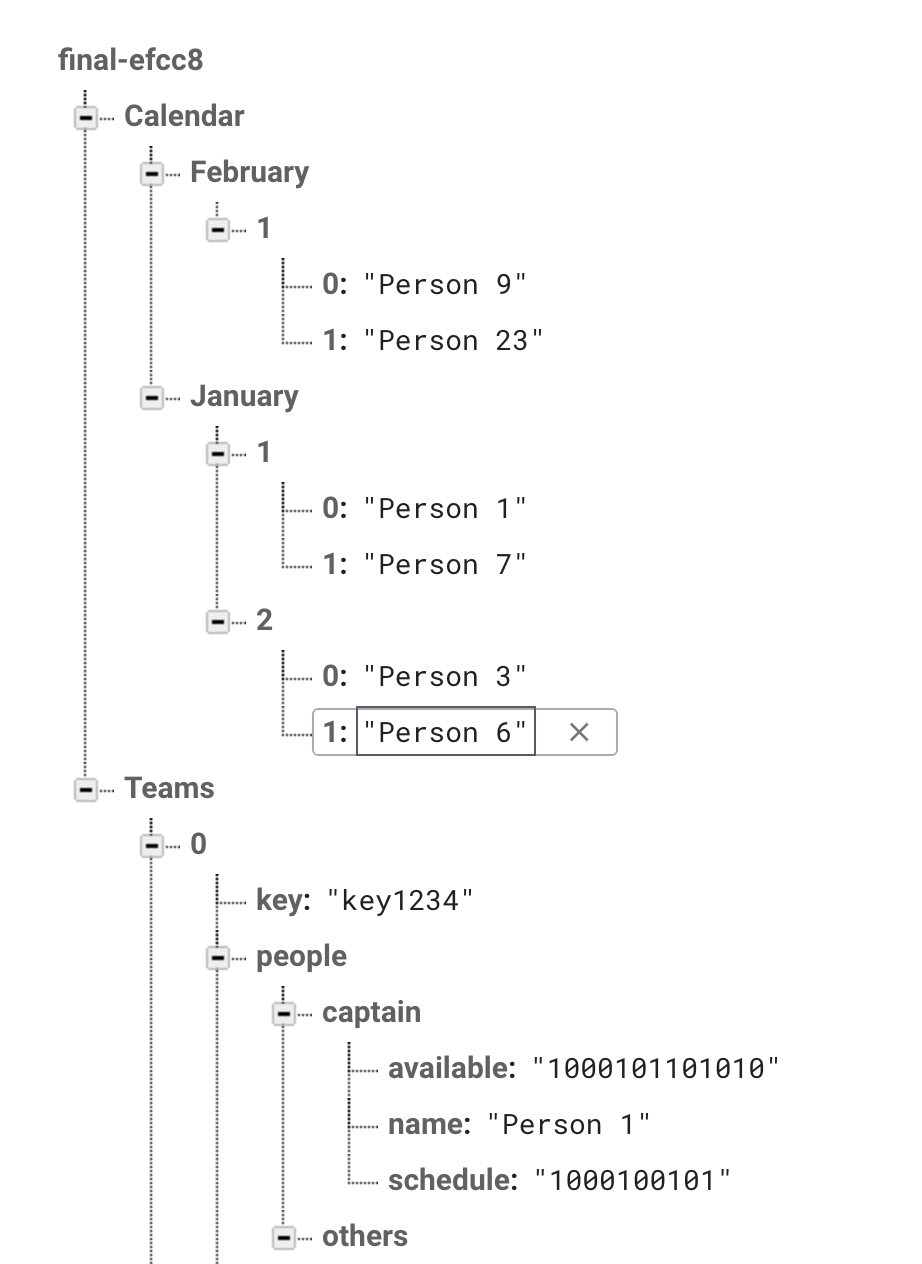 final-efcc8
Calendar
February
1
0: "Person 9"
1: "Person 23"
January
1
0: "Person 1"
1: "Person 7"
2
0: "Person 3"
1: "Person 6"
Teams
0
key: "key1234"
people
captain
available: "1000101101010"
name: "Person 1"
schedule: "1000100101"
others